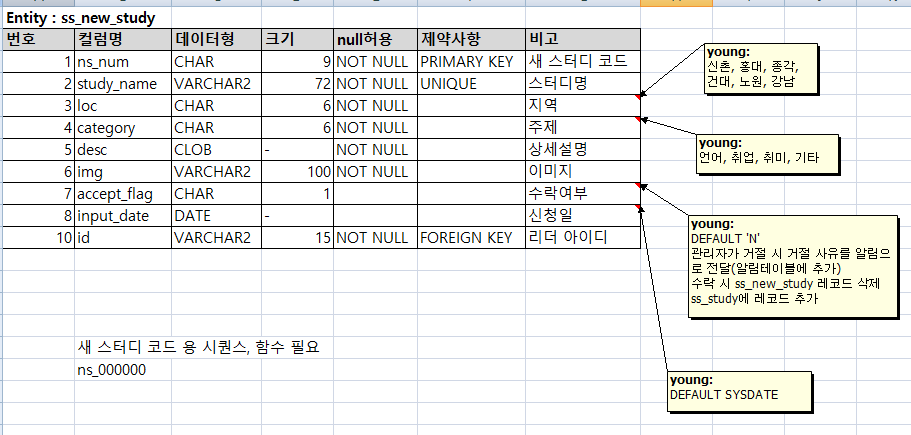 Entity : ss_new_study
번호 컬럼명 데이터형 크기 null허용 제약사항 비고
1 ns_num CHAR 9 NOT NULL PRIMARY KEY 새 스터디 코드
2 study_name VARCHAR2 72 NOT NULL UNIQUE 스터디명
3 loc CHAR 6 NOT NULL 지역
4 category CHAR 6 NOT NULL 주제
5 desc CLOB - NOT NULL 상세설명
6 img VARCHAR2 100 NOT NULL 이미지
7 accept_flag CHAR 1 수락여부
8 input_date DATE - 신청일
10 id VARCHAR2 15 NOT NULL FOREIGN KEY 리더 아이디
young:
신촌, 홍대, 종각,
건대, 노원, 강남
young:
언어, 취업, 취미, 기타
young:
DEFAULT 'N'
관리자가 거절 시 거절 사유를 알림으
로 전달(알림테이블에 추가)
수락 시 ss_new_study 레코드 삭제
ss_study에 레코드 추가
young:
DEFAULT SYSDATE
새 스터디 코드 용 시퀀스, 함수 필요
ns_000000